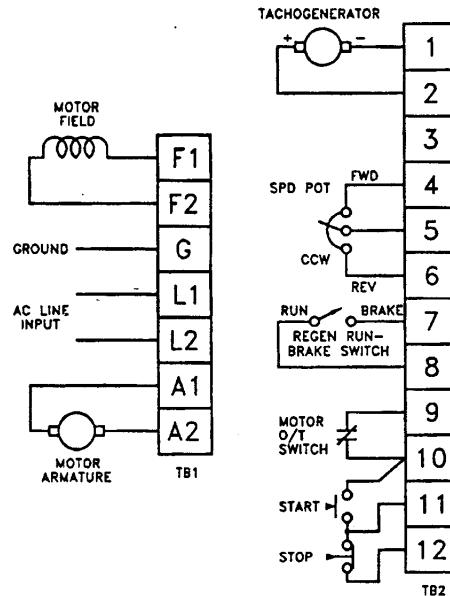 MOTOR
FIELD
F1
F2
GROUND
G
L1
AC LINE
INPUT
L2
A1
A2
MOTOR
ARMATURE
TB1
TACHOGENERATOR
+ -
1
2
3
SPD POT
FWD
4
5
CCW
REV
6
RUN
BRAKE
7
REGEN RUN-
BRAKE SWITCH
8
9
MOTOR
O/T
SWITCH
10
START
11
STOP
12
TB2